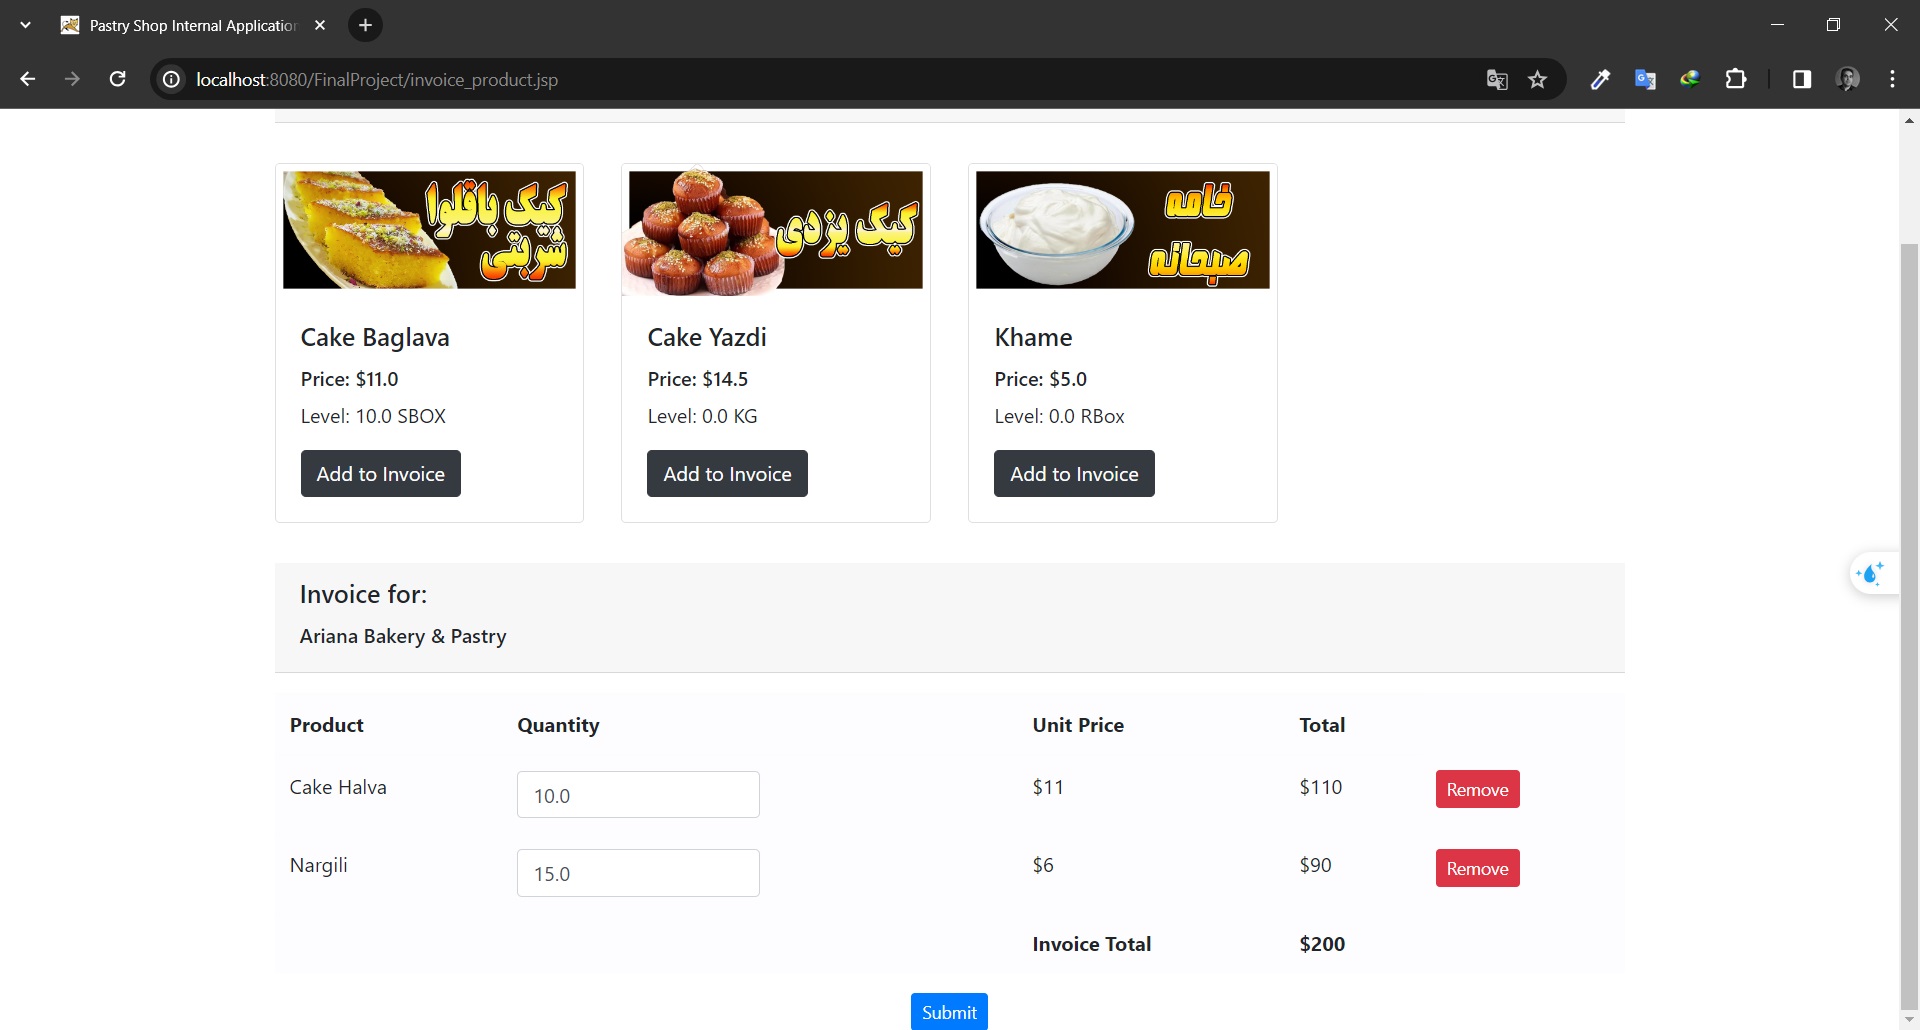 Pastry Shop Internal Application
localhost:8080/FinalProject/invoice_product.jsp
کیک باقلوا
شربتی
کیک یزدی
خامه
صبحانه
Cake Baglava
Cake Yazdi
Khame
Price: $11.0
Price: $14.5
Price: $5.0
Level: 10.0 SBOX
Level: 0.0 KG
Level: 0.0 RBox
Add to Invoice
Add to Invoice
Add to Invoice
Invoice for:
Ariana Bakery & Pastry
Product Quantity Unit Price Total
Cake Halva 10.0 $11 $110 Remove
Nargili 15.0 $6 $90 Remove
Invoice Total $200
Submit